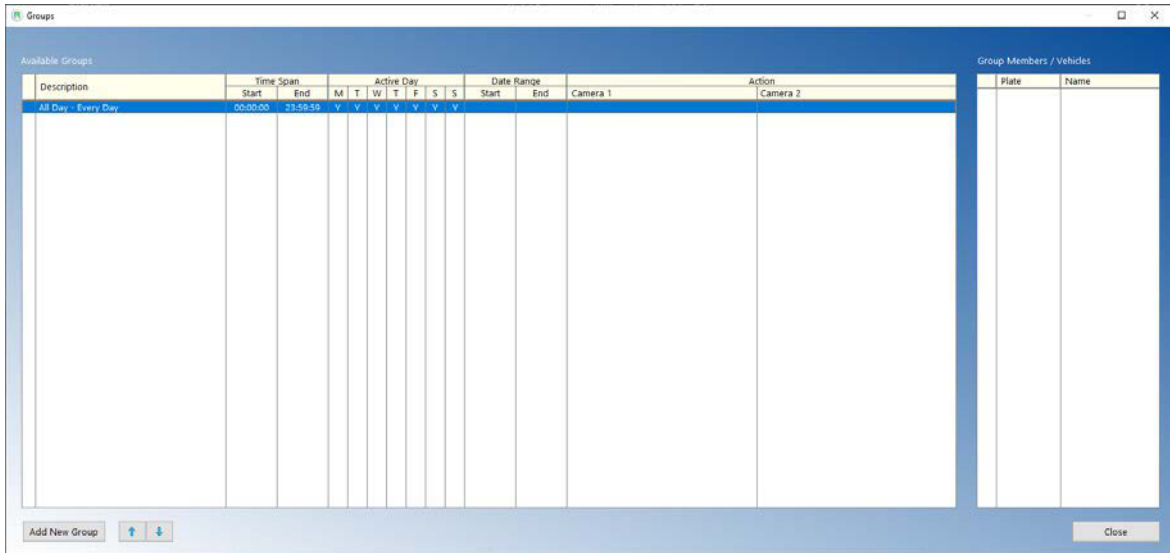 Groups
Available Groups
Group Members / Vehicles
Description Time Span Active Day Date Range Action
Start End M T W T F S S Start End Camera 1 Camera 2
Plate Name
All Day - Every Day 00:00:00 23:59:59 Y Y Y Y Y Y Y
Add New Group
Close